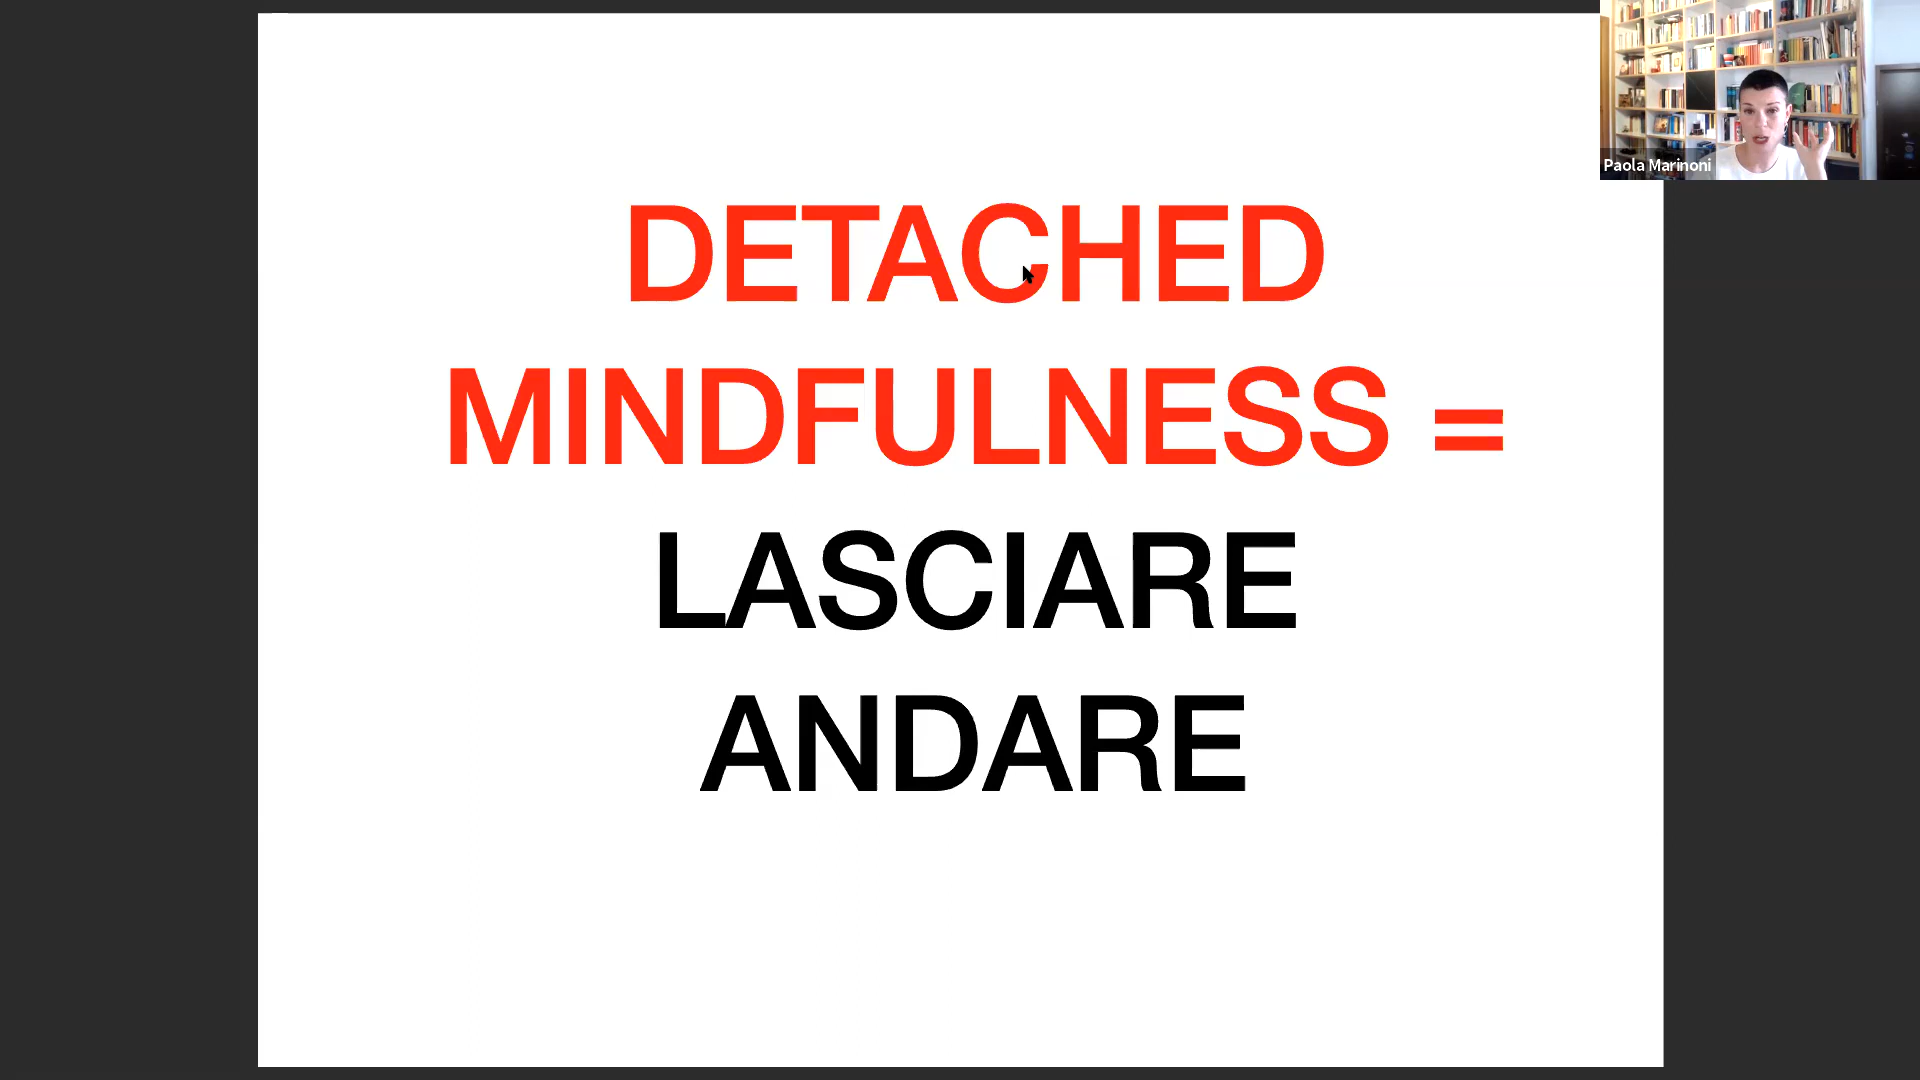 DETACHED
MINDFULNESS =
LASCIARE
ANDARE
Paola Marinoni